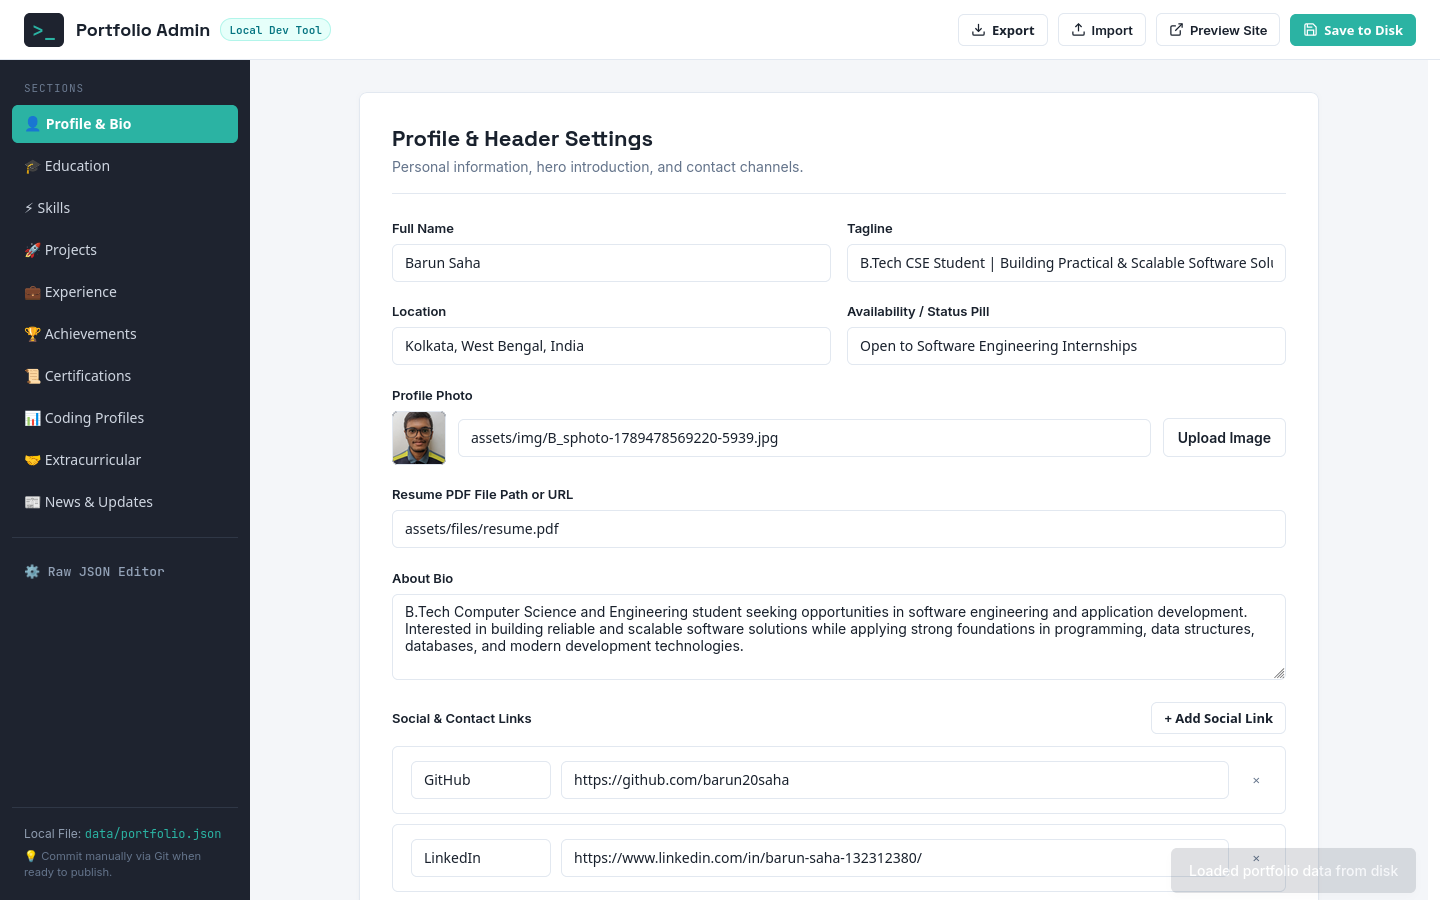 >_ Portfolio Admin Local Dev Tool Export Import Preview Site Save to Disk
SECTIONS
Profile & Bio
Education
Skills
Projects
Experience
Achievements
Certifications
Coding Profiles
Extracurricular
News & Updates
Raw JSON Editor
Local File: data/portfolio.json
Commit manually via Git when
ready to publish.
Profile & Header Settings
Personal information, hero introduction, and contact channels.
Full Name Tagline
Barun Saha B.Tech CSE Student | Building Practical & Scalable Software Solu
Location Availability / Status Pill
Kolkata, West Bengal, India Open to Software Engineering Internships
Profile Photo
assets/img/B_sphoto-1789478569220-5939.jpg Upload Image
Resume PDF File Path or URL
assets/files/resume.pdf
About Bio
B.Tech Computer Science and Engineering student seeking opportunities in software engineering and application development.
Interested in building reliable and scalable software solutions while applying strong foundations in programming, data structures,
databases, and modern development technologies.
Social & Contact Links + Add Social Link
GitHub https://github.com/barun20saha ×
LinkedIn https://www.linkedin.com/in/barun-saha-132312380/ ×
Loaded portfolio data from disk